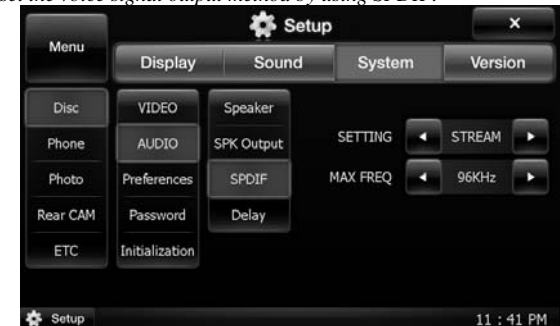 set the voice signal output method by using SPDIF.
Setup
×
Menu
Display Sound System Version
Disc VIDEO Speaker
Phone AUDIO SPK Output SETTING STREAM
Photo Preferences SPDIF MAX FREQ 96KHz
Rear CAM Password Delay
ETC Initialization
Setup 11 : 41 PM